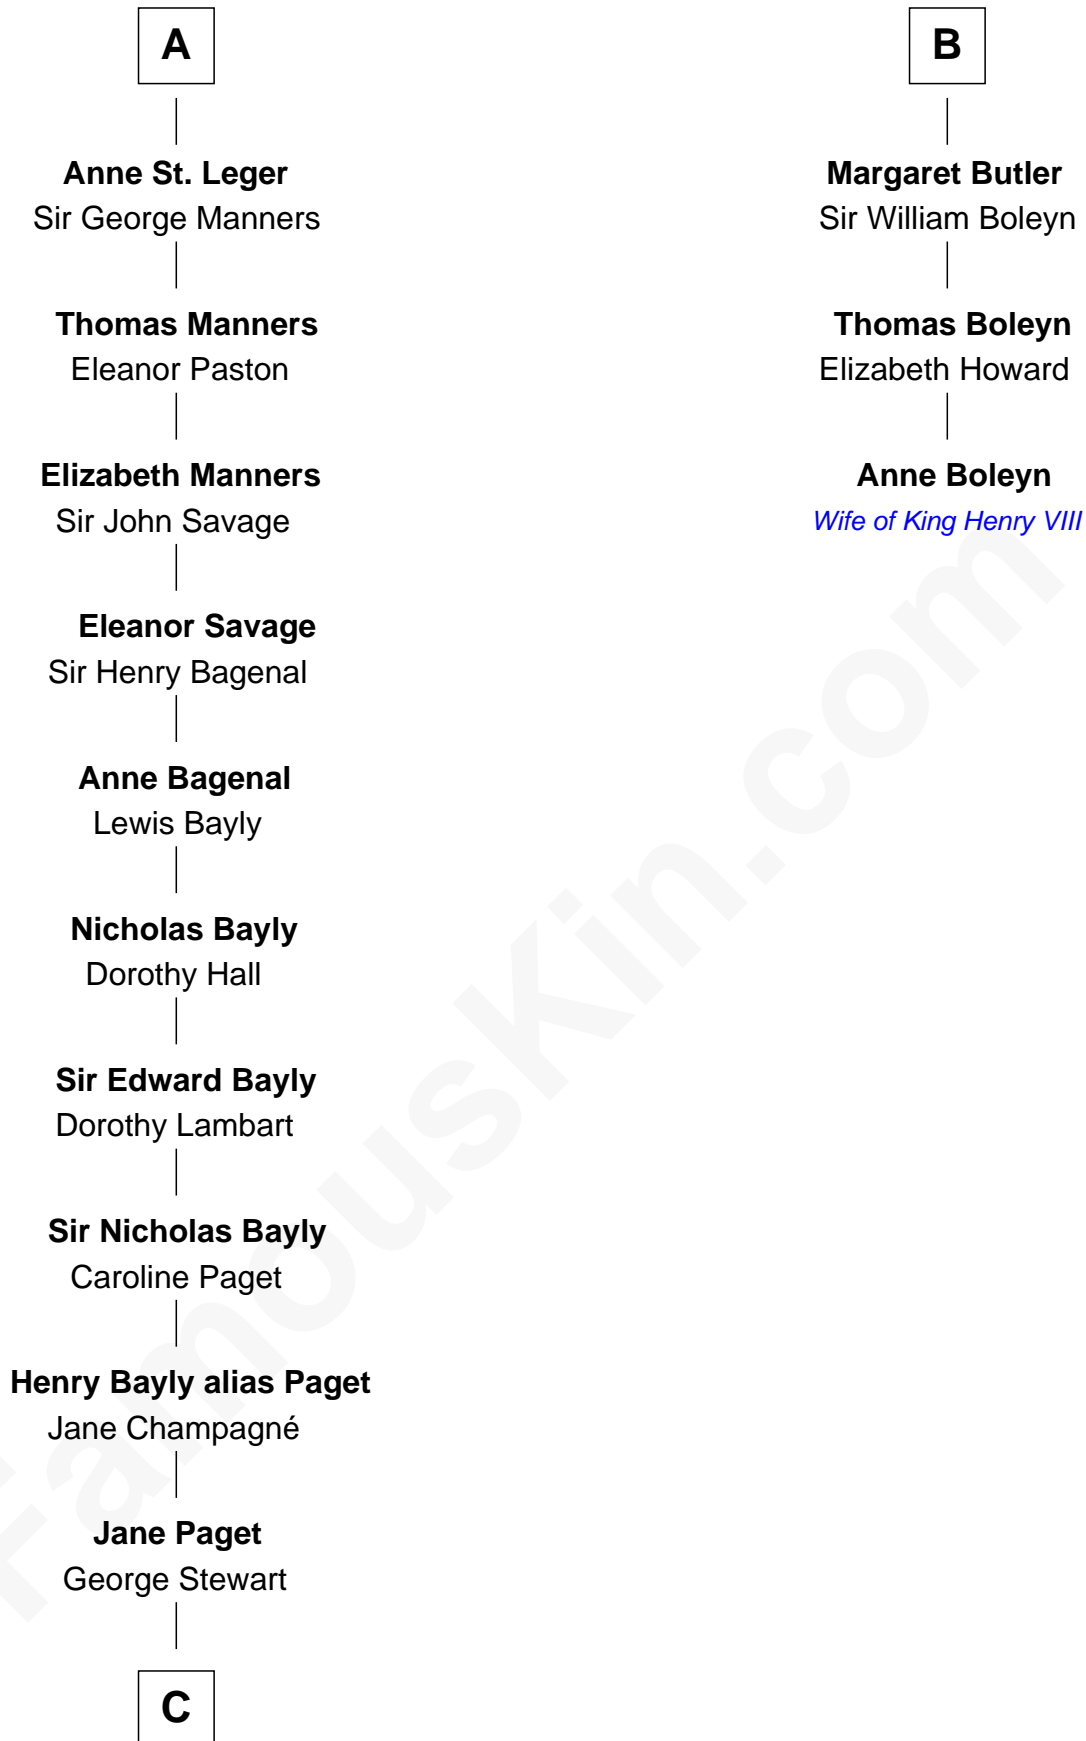 A
Anne St. Leger
Sir George Manners
Thomas Manners
Eleanor Paston
Elizabeth Manners
Sir John Savage
Eleanor Savage
Sir Henry Bagenal
Anne Bagenal
Lewis Bayly
Nicholas Bayly
Dorothy Hall
Sir Edward Bayly
Dorothy Lambart
Sir Nicholas Bayly
Caroline Paget
Henry Bayly alias Paget
Jane Champagné
Jane Paget
George Stewart
C
B
Margaret Butler
Sir William Boleyn
Thomas Boleyn
Elizabeth Howard
Anne Boleyn
Wife of King Henry VIII
FamousKin.com